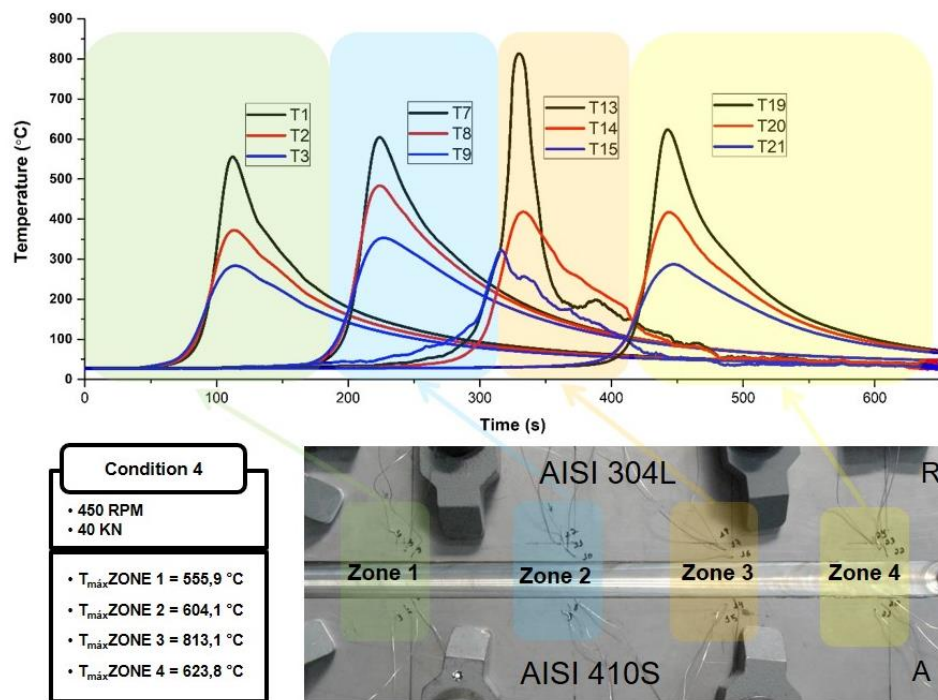 900
800
700
600
500
400
300
200
100
0
Temperature (°C)
T1
T2
T3
T7
T8
T9
T13
T14
T15
T19
T20
T21
0 100 200 300 400 500 600
Time (s)
Condition 4
• 450 RPM
• 40 KN
• TmáxZONE 1 = 555,9 °C
• TmáxZONE 2 = 604,1 °C
• TmáxZONE 3 = 813,1 °C
• TmáxZONE 4 = 623,8 °C
AISI 304L
R
Zone 1
Zone 2
Zone 3
Zone 4
AISI 410S
A